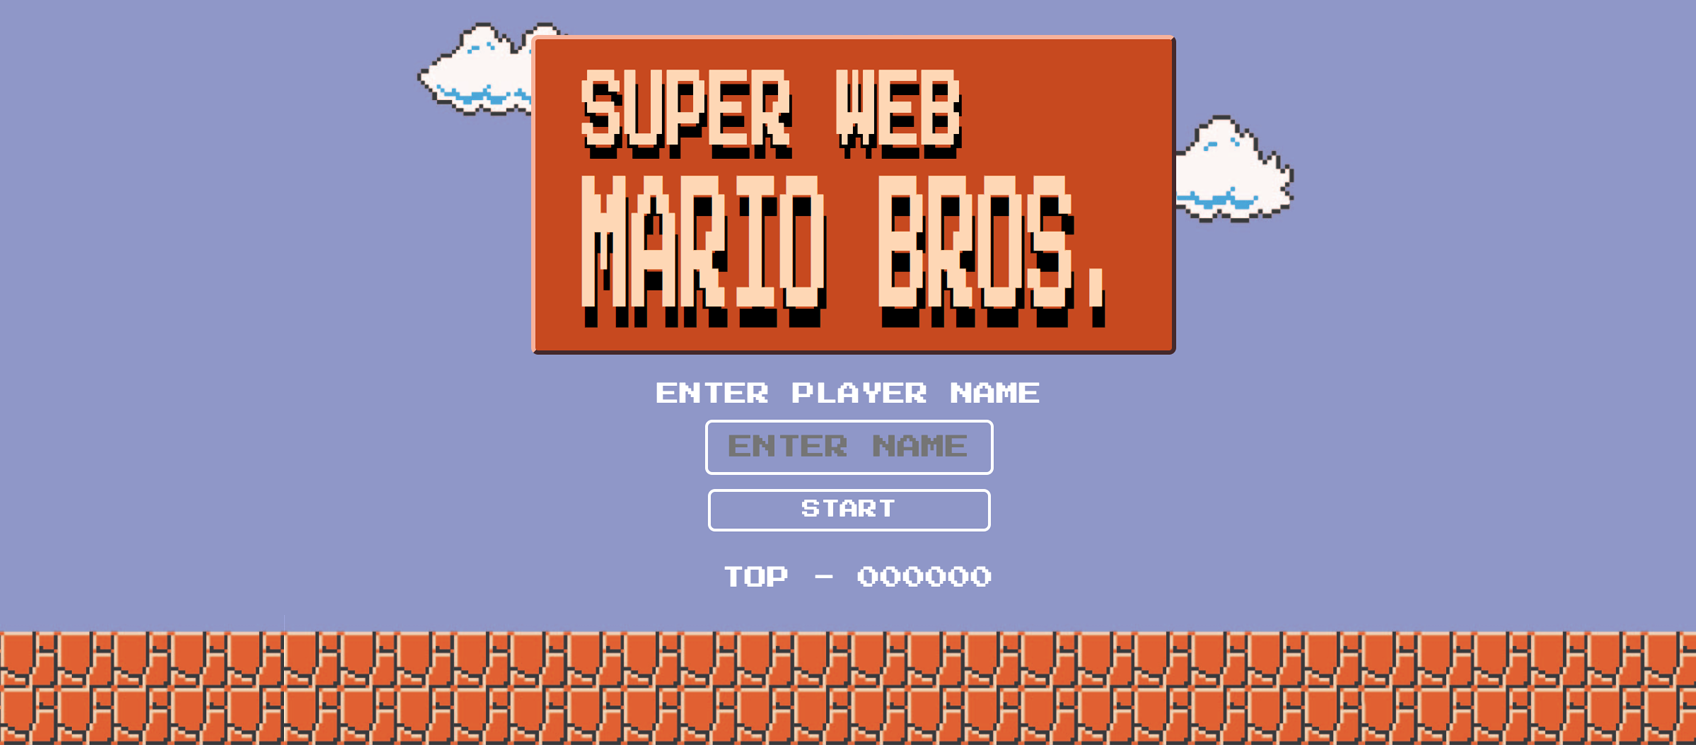 SUPER WEB
MARIO BROS.
ENTER PLAYER NAME
ENTER NAME
START
TOP - 000000